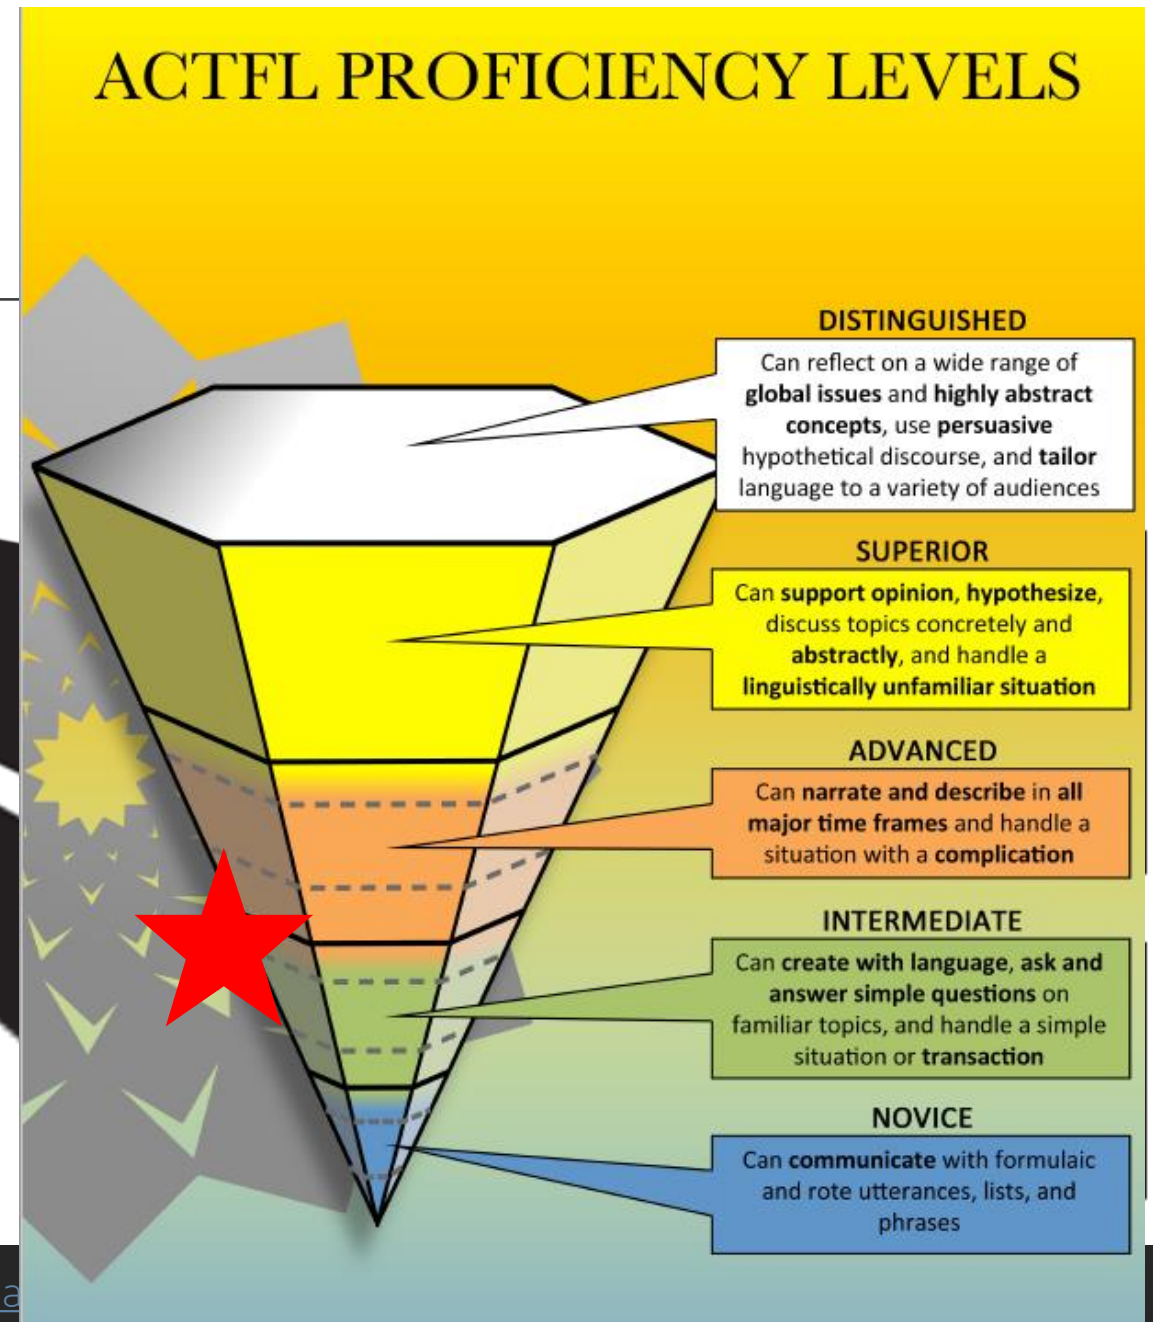 ACTFL PROFICIENCY LEVELS
DISTINGUISHED
Can reflect on a wide range of
global issues and highly abstract
concepts, use persuasive
hypothetical discourse, and tailor
language to a variety of audiences
SUPERIOR
Can support opinion, hypothesize,
discuss topics concretely and
abstractly, and handle a
linguistically unfamiliar situation
ADVANCED
Can narrate and describe in all
major time frames and handle a
situation with a complication
INTERMEDIATE
Can create with language, ask and
answer simple questions on
familiar topics, and handle a simple
situation or transaction
NOVICE
Can communicate with formulaic
and rote utterances, lists, and
phrases
a